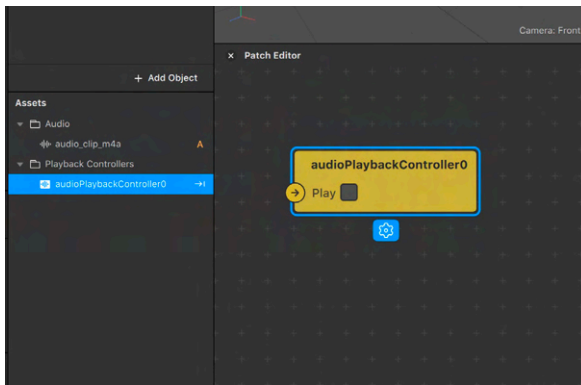 Camera: Front
× Patch Editor
+ Add Object
Assets
Audio
audio_clip_m4a A
Playback Controllers
audioPlaybackController0
audioPlaybackController0
Play